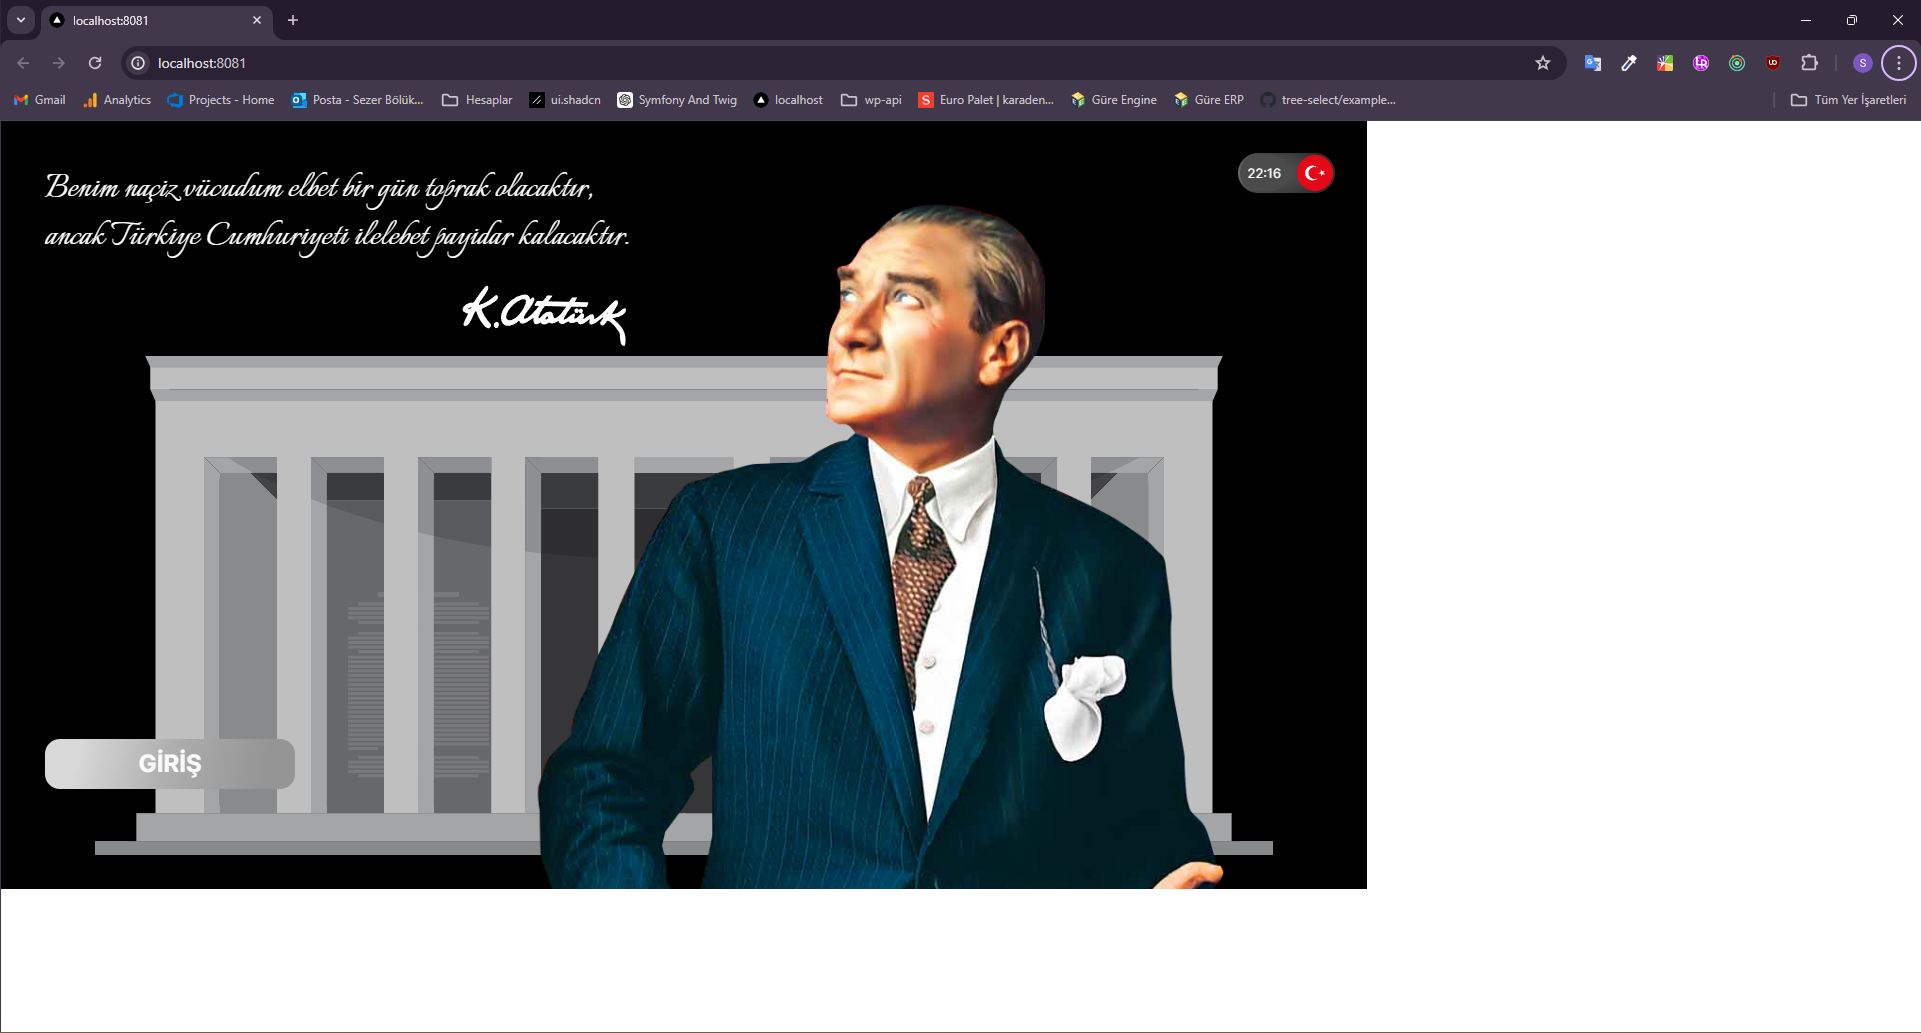 localhost:8081
localhost:8081
Gmail
Analytics
Projects - Home
Posta - Sezer Bölük...
Hesaplar
ui.shadcn
Symfony And Twig
localhost
wp-api
Euro Palet | karaden...
Güre Engine
Güre ERP
tree-select/example...
Tüm Yer İşaretleri
Benim naçiz vücudum elbet bir gün toprak olacaktır,
ancak Türkiye Cumhuriyeti ilelebet payidar kalacaktır.
K.Atatürk
22:16
GİRİŞ